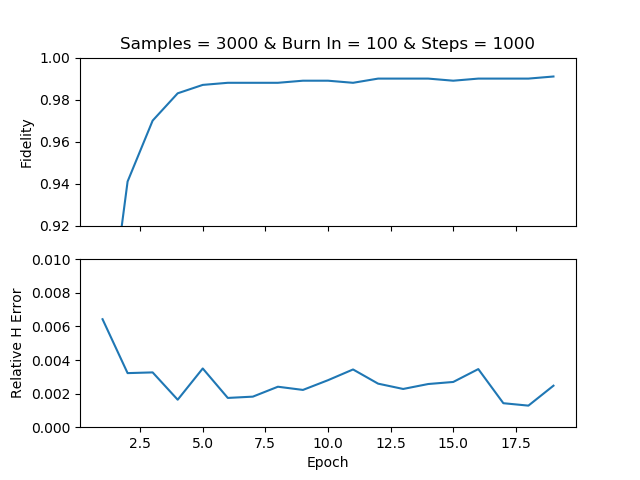 Samples = 3000 & Burn In = 100 & Steps = 1000
1.00
0.98
0.96
0.94
0.92
Fidelity
0.010
0.008
0.006
0.004
0.002
0.000
Relative H Error
2.5 5.0 7.5 10.0 12.5 15.0 17.5
Epoch